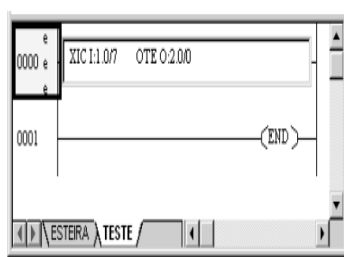 e
0000 e XIC I:1.0/7 OTE O:2.0/0
e
0001 (END)
ESTEIRA TESTE